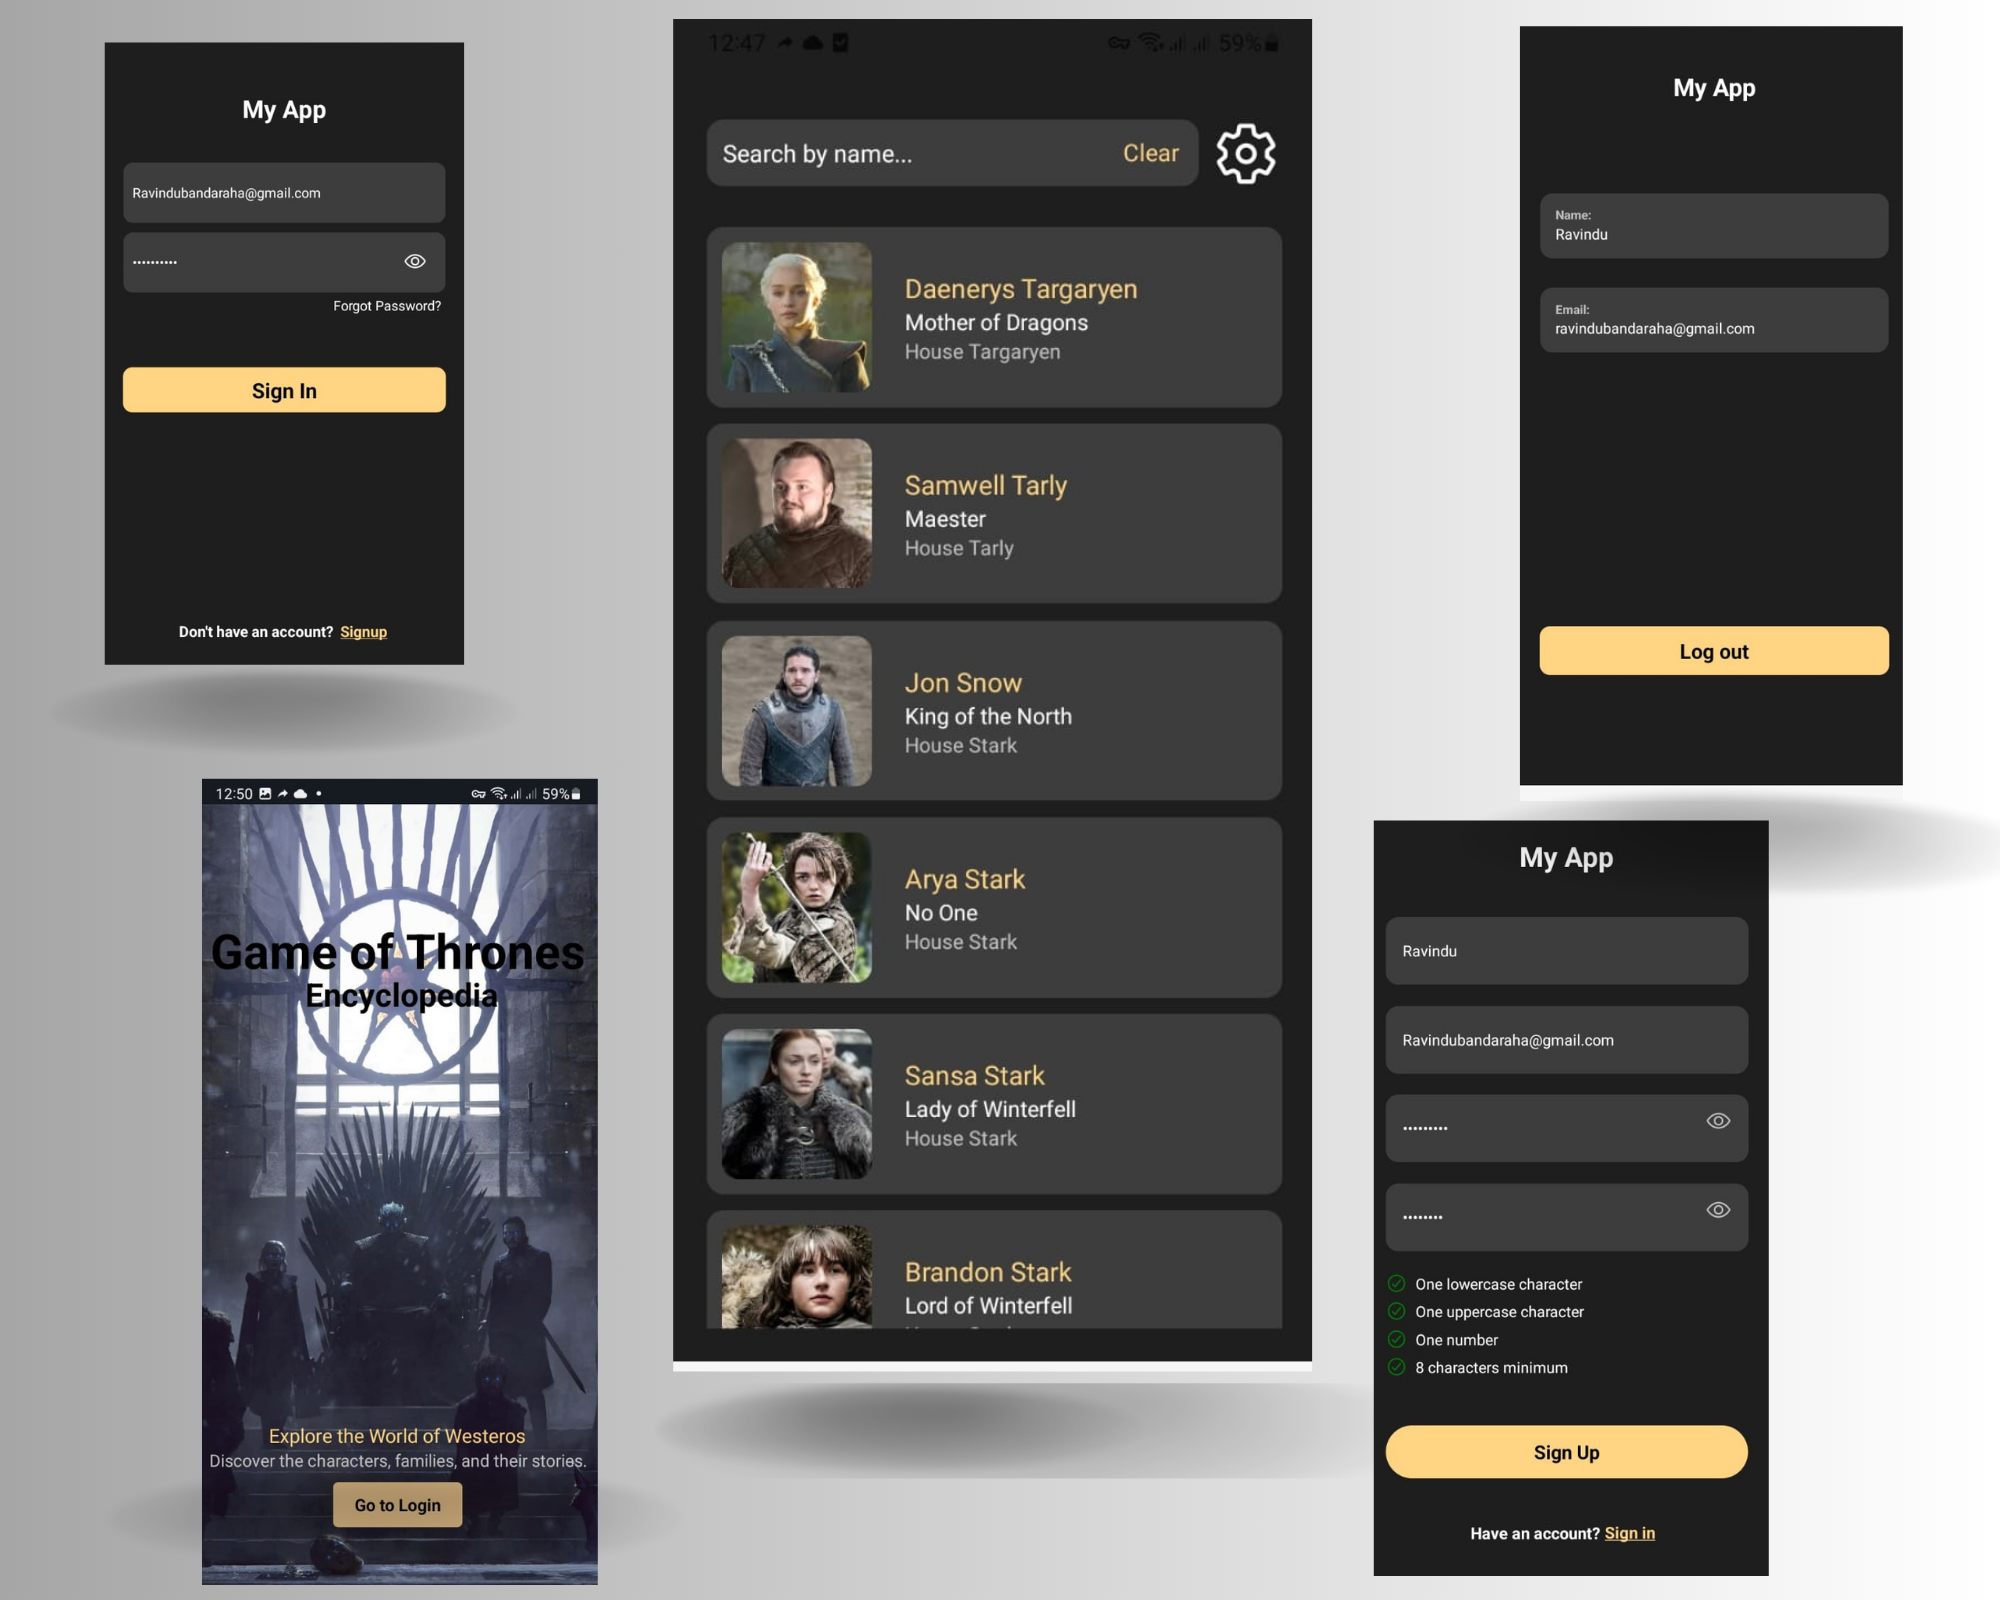 My App
Ravindubandaraha@gmail.com
••••••••••
Forgot Password?
Sign In
Don't have an account? Signup
12:50 59%
Game of Thrones
Encyclopedia
Explore the World of Westeros
Discover the characters, families, and their stories.
Go to Login
12:47 59%
Search by name... Clear
Daenerys Targaryen
Mother of Dragons
House Targaryen
Samwell Tarly
Maester
House Tarly
Jon Snow
King of the North
House Stark
Arya Stark
No One
House Stark
Sansa Stark
Lady of Winterfell
House Stark
Brandon Stark
Lord of Winterfell
My App
Name:
Ravindu
Email:
ravindubandaraha@gmail.com
Log out
My App
Ravindu
Ravindubandaraha@gmail.com
•••••••••
••••••••
One lowercase character
One uppercase character
One number
8 characters minimum
Sign Up
Have an account? Sign in